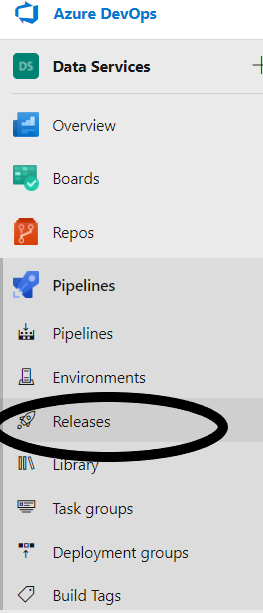 Azure DevOps
DS Data Services
Overview
Boards
Repos
Pipelines
Pipelines
Environments
Releases
Library
Task groups
Deployment groups
Build Tags